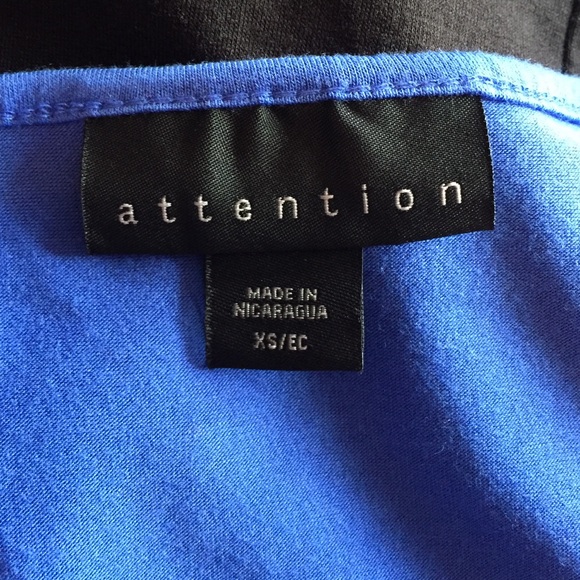 attention
MADE IN
NICARAGUA
XS/EC